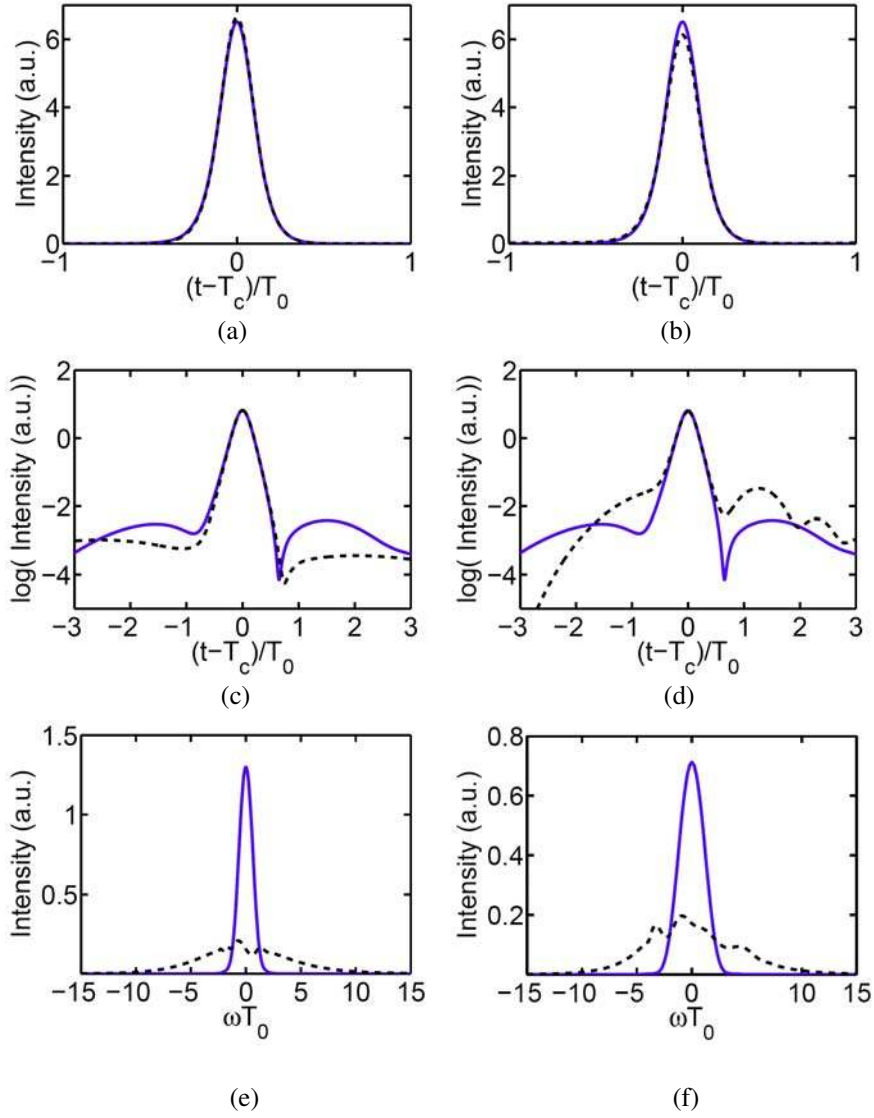 6
4
2
0
Intensity (a.u.)
−1
0
1
(t−T_c)/T_0
(a)
6
4
2
0
Intensity (a.u.)
−1
0
1
(t−T_c)/T_0
(b)
2
0
−2
−4
log( Intensity (a.u.))
−3 −2 −1 0 1 2 3
(t−T_c)/T_0
(c)
2
0
−2
−4
log( Intensity (a.u.))
−3 −2 −1 0 1 2 3
(t−T_c)/T_0
(d)
1.5
1
0.5
Intensity (a.u.)
−15 −10 −5 0 5 10 15
ωT_0
(e)
0.8
0.6
0.4
0.2
Intensity (a.u.)
−15 −10 −5 0 10 15
ωT_0
(f)